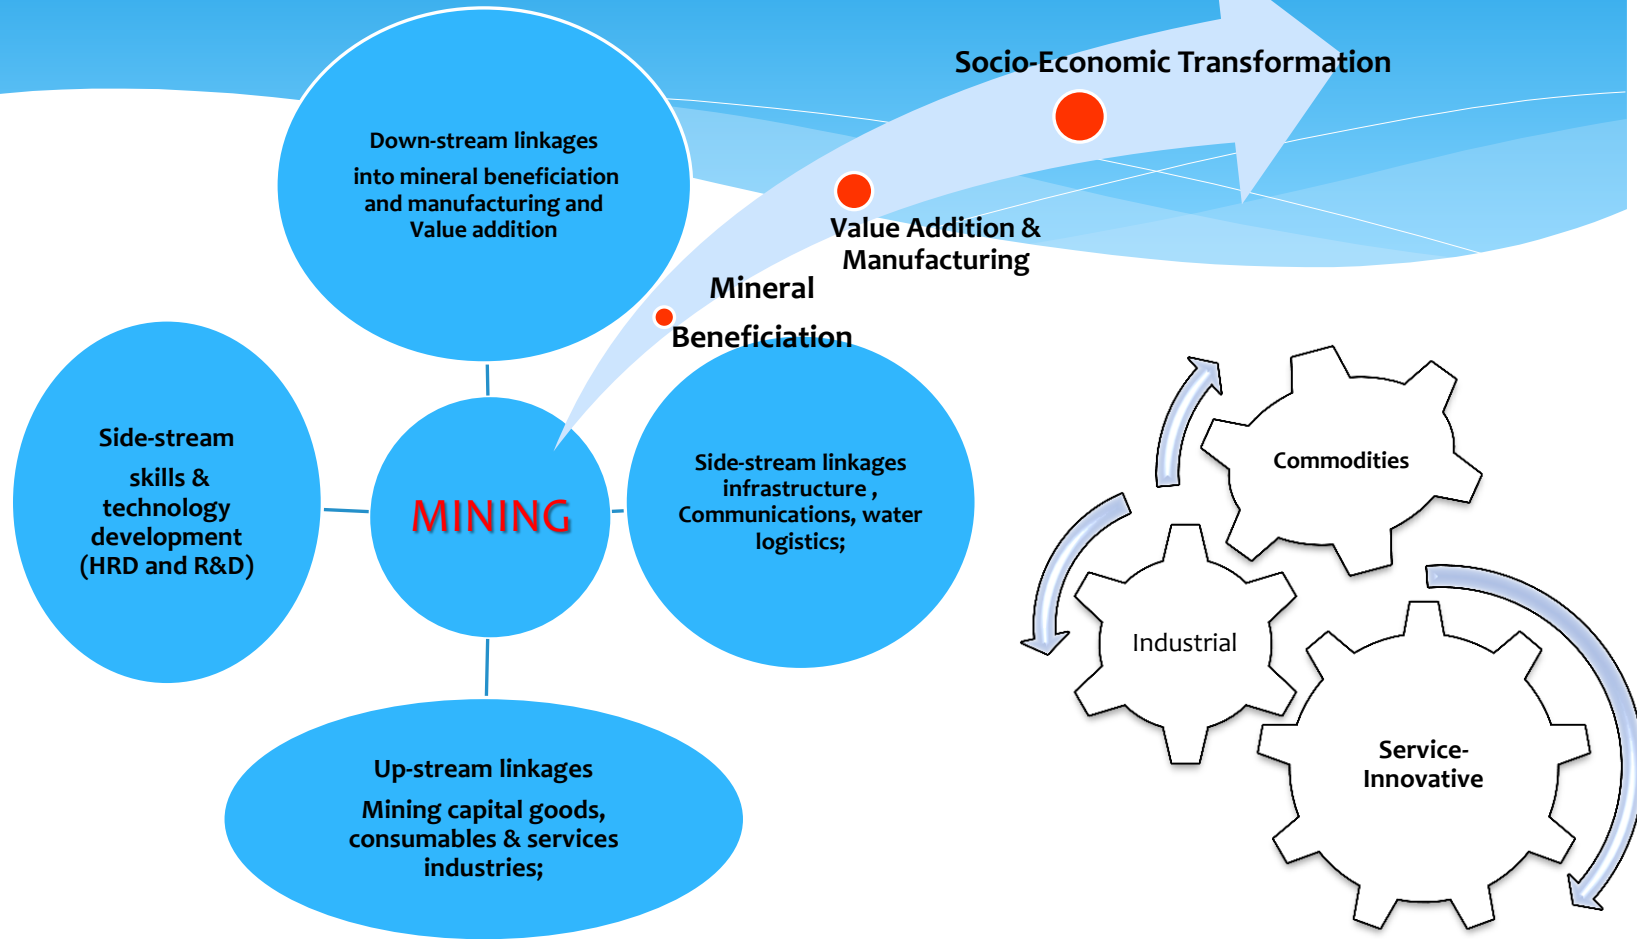 Socio-Economic Transformation
Down-stream linkages
into mineral beneficiation
and manufacturing and
Value addition
Value Addition &
Manufacturing
Mineral
Beneficiation
Side-stream
skills &
technology
development
(HRD and R&D)
MINING
Side-stream linkages
infrastructure ,
Communications, water
logistics;
Up-stream linkages
Mining capital goods,
consumables & services
industries;
Commodities
Industrial
Service-
Innovative